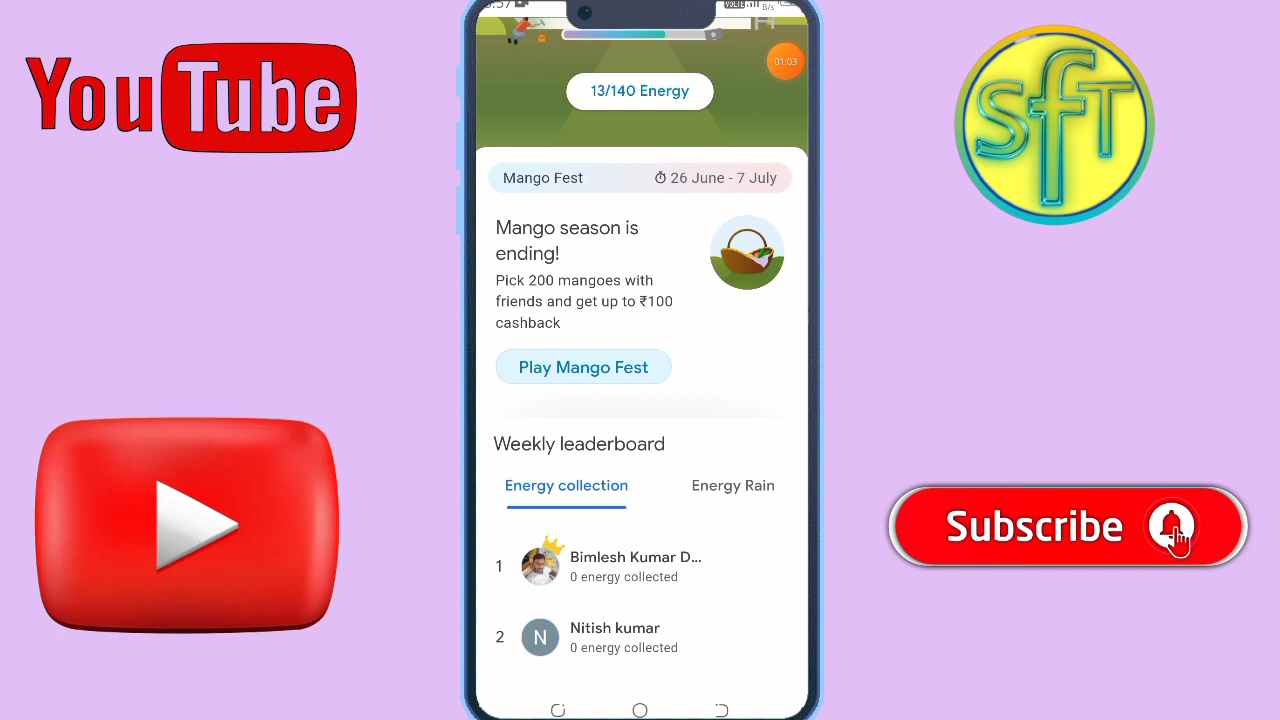 YouTube
SfT
VoLTE
B/s
01:03
13/140 Energy
Mango Fest
26 June - 7 July
Mango season is
ending!
Pick 200 mangoes with
friends and get up to ₹100
cashback
Play Mango Fest
Weekly leaderboard
Energy collection
Energy Rain
1
Bimlesh Kumar D...
0 energy collected
2
N
Nitish kumar
0 energy collected
Subscribe